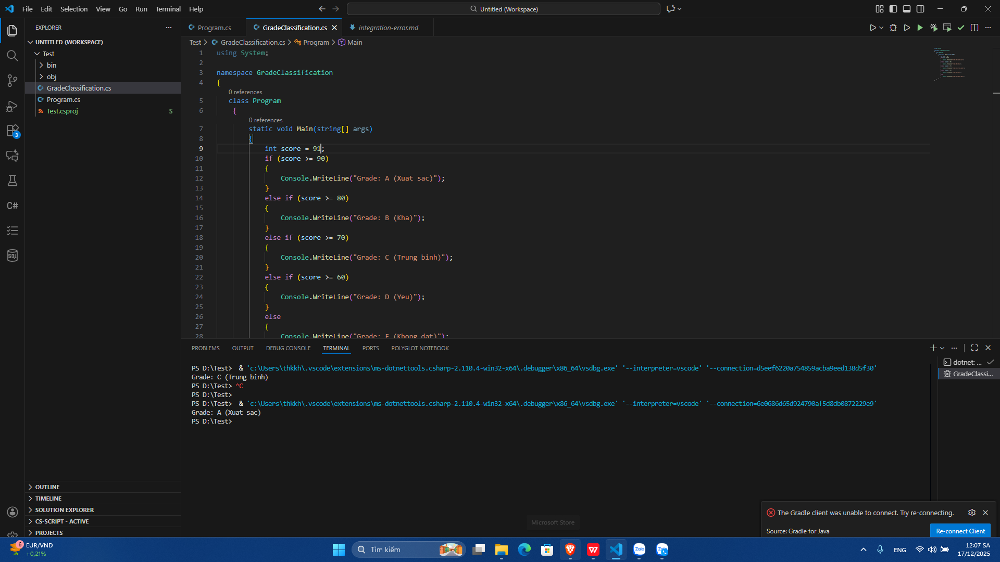 File Edit Selection View Go Run Terminal Help
Untitled (Workspace)
EXPLORER
UNTITLED (WORKSPACE)
Test
bin
obj
GradeClassification.cs
Program.cs
Test.csproj S
3
C#
SQL
OUTLINE
TIMELINE
SOLUTION EXPLORER
CS-SCRIPT - ACTIVE
PROJECTS
Program.cs
GradeClassification.cs
integration-error.md
Test > GradeClassification.cs > Program > Main
1 using System;
2
3 namespace GradeClassification
4 {
0 references
5 class Program
6 {
0 references
7 static void Main(string[] args)
8 {
9 int score = 91;
10 if (score >= 90)
11 {
12 Console.WriteLine("Grade: A (Xuat sac)");
13 }
14 else if (score >= 80)
15 {
16 Console.WriteLine("Grade: B (Kha)");
17 }
18 else if (score >= 70)
19 {
20 Console.WriteLine("Grade: C (Trung binh)");
21 }
22 else if (score >= 60)
23 {
24 Console.WriteLine("Grade: D (Yeu)");
25 }
26 else
27 {
28 Console.WriteLine("Grade: F (Khong dat)");
PROBLEMS OUTPUT DEBUG CONSOLE TERMINAL PORTS POLYGLOT NOTEBOOK
PS D:\Test> & 'c:\Users\thkkh\.vscode\extensions\ms-dotnettools.csharp-2.110.4-win32-x64\.debugger\x86_64\vsdbg.exe' '--interpreter=vscode' '--connection=d5eef6220a754859acba9eed138d5f30'
Grade: C (Trung binh)
PS D:\Test> ^C
PS D:\Test>
PS D:\Test> & 'c:\Users\thkkh\.vscode\extensions\ms-dotnettools.csharp-2.110.4-win32-x64\.debugger\x86_64\vsdbg.exe' '--interpreter=vscode' '--connection=6e0686d65d924790af5d8db0872229e9'
Grade: A (Xuat sac)
PS D:\Test>
dotnet: ...
GradeClassi...
Microsoft Store
The Gradle client was unable to connect. Try re-connecting.
Source: Gradle for Java
Re-connect Client
6
EUR/VND
+0,21%
Tìm kiếm
Zalo
ENG
12:07 SA
17/12/2025